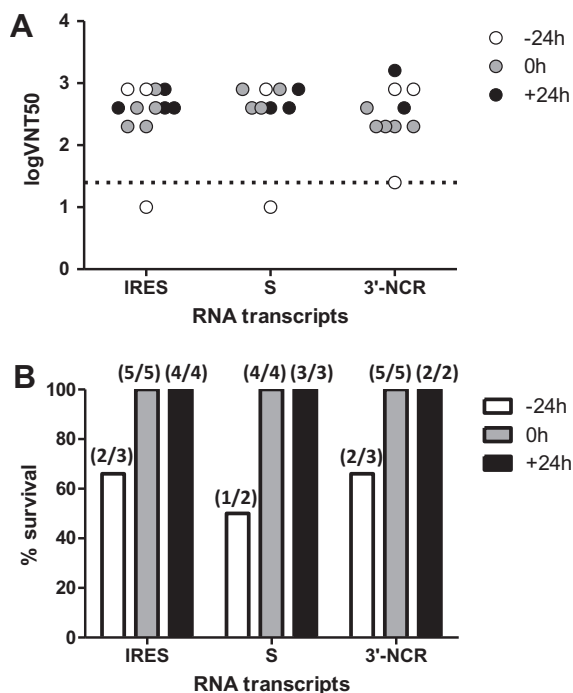 A
4
3
2
1
0
logVNT50
IRES
S
3'-NCR
RNA transcripts
-24h
0h
+24h
B
(5/5) (4/4) (4/4) (3/3) (5/5) (2/2)
(2/3) (1/2) (2/3)
100
80
60
40
20
0
% survival
IRES
S
3'-NCR
RNA transcripts
-24h
0h
+24h